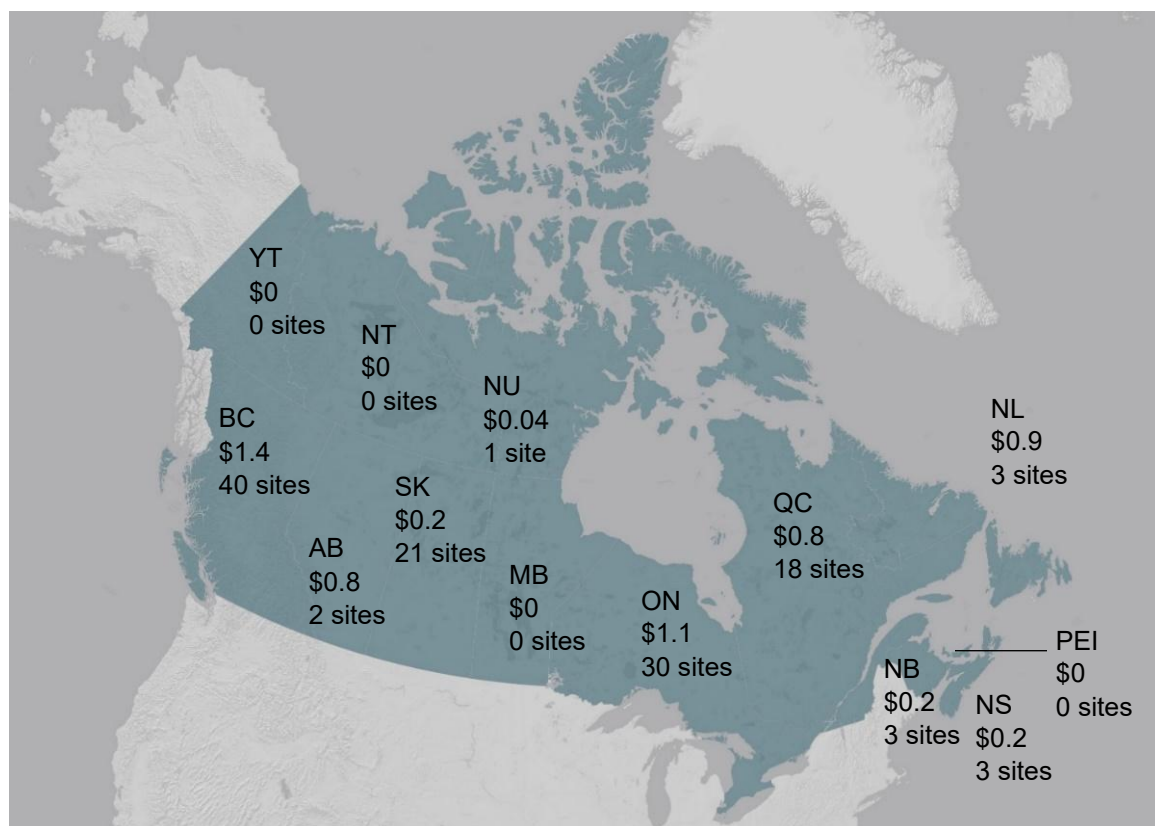 YT
$0
0 sites
NT
$0
0 sites
NU
$0.04
1 site
BC
$1.4
40 sites
NL
$0.9
3 sites
SK
$0.2
21 sites
QC
$0.8
18 sites
AB
$0.8
2 sites
MB
$0
0 sites
ON
$1.1
30 sites
PEI
$0
0 sites
NB
$0.2
3 sites
NS
$0.2
3 sites